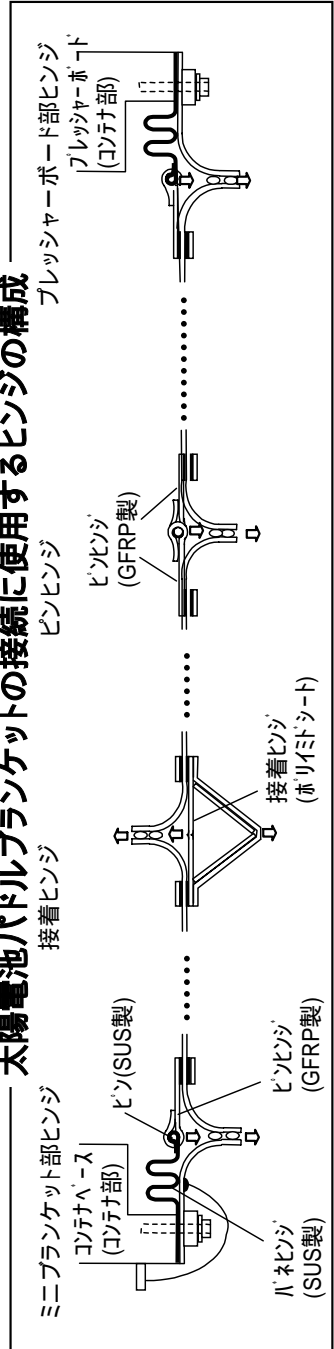 太陽電池パドルブランケットの接続に使用するヒンジの構成
ミニブランケット部ヒンジ
コンテナベース
(コンテナ部)
ピン(SUS製)
バネヒンジ
(SUS製)
ピンヒンジ
(GFRP製)
接着ヒンジ
接着ヒンジ
(ポリイミドシート)
ピンヒンジ
ピンヒンジ
(GFRP製)
プレッシャーボード部ヒンジ
プレッシャーボード
(コンテナ部)